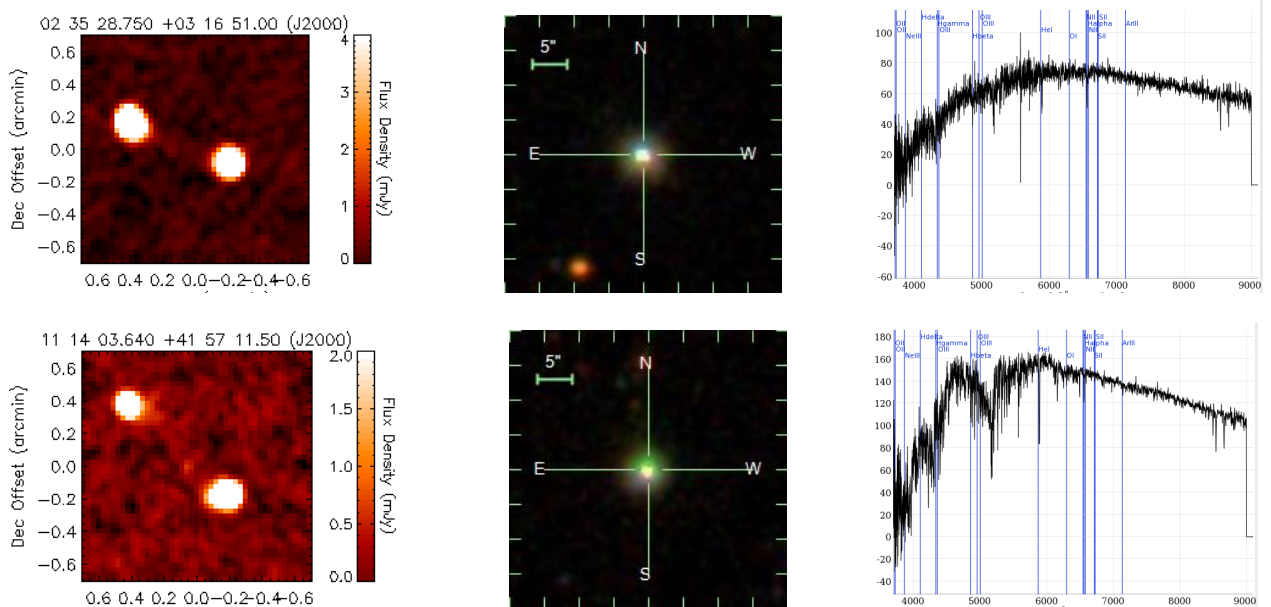 02 35 28.750 +03 16 51.00 (J2000)
Dec Offset (arcmin)
0.6
0.4
0.2
0.0
−0.2
−0.4
−0.6
0.6 0.4 0.2 0.0−0.2−0.4−0.6
4
3
2
1
0
Flux Density (mJy)
5"
N
E
W
S
100
80
60
40
20
0
−20
−40
−60
Hdelta
OIII
NII SII
OII
Hgamma
Halpha
ArIII
OII
OIII
OIII
HeI
NII
NeIII
Hbeta
OI
SII
4000 5000 6000 7000 8000 9000
11 14 03.640 +41 57 11.50 (J2000)
Dec Offset (arcmin)
0.6
0.4
0.2
0.0
−0.2
−0.4
−0.6
0.6 0.4 0.2 0.0−0.2−0.4−0.6
2.0
1.5
1.0
0.5
0.0
Flux Density (mJy)
5"
N
E
W
S
180
160
140
120
100
80
60
40
20
0
−20
−40
Hdelta
OIII
NII SII
OII
Hgamma
OIII
Halpha
ArIII
OII
OIII
NII
NeIII
Hbeta
HeI
OI
SII
4000 5000 6000 7000 8000 9000